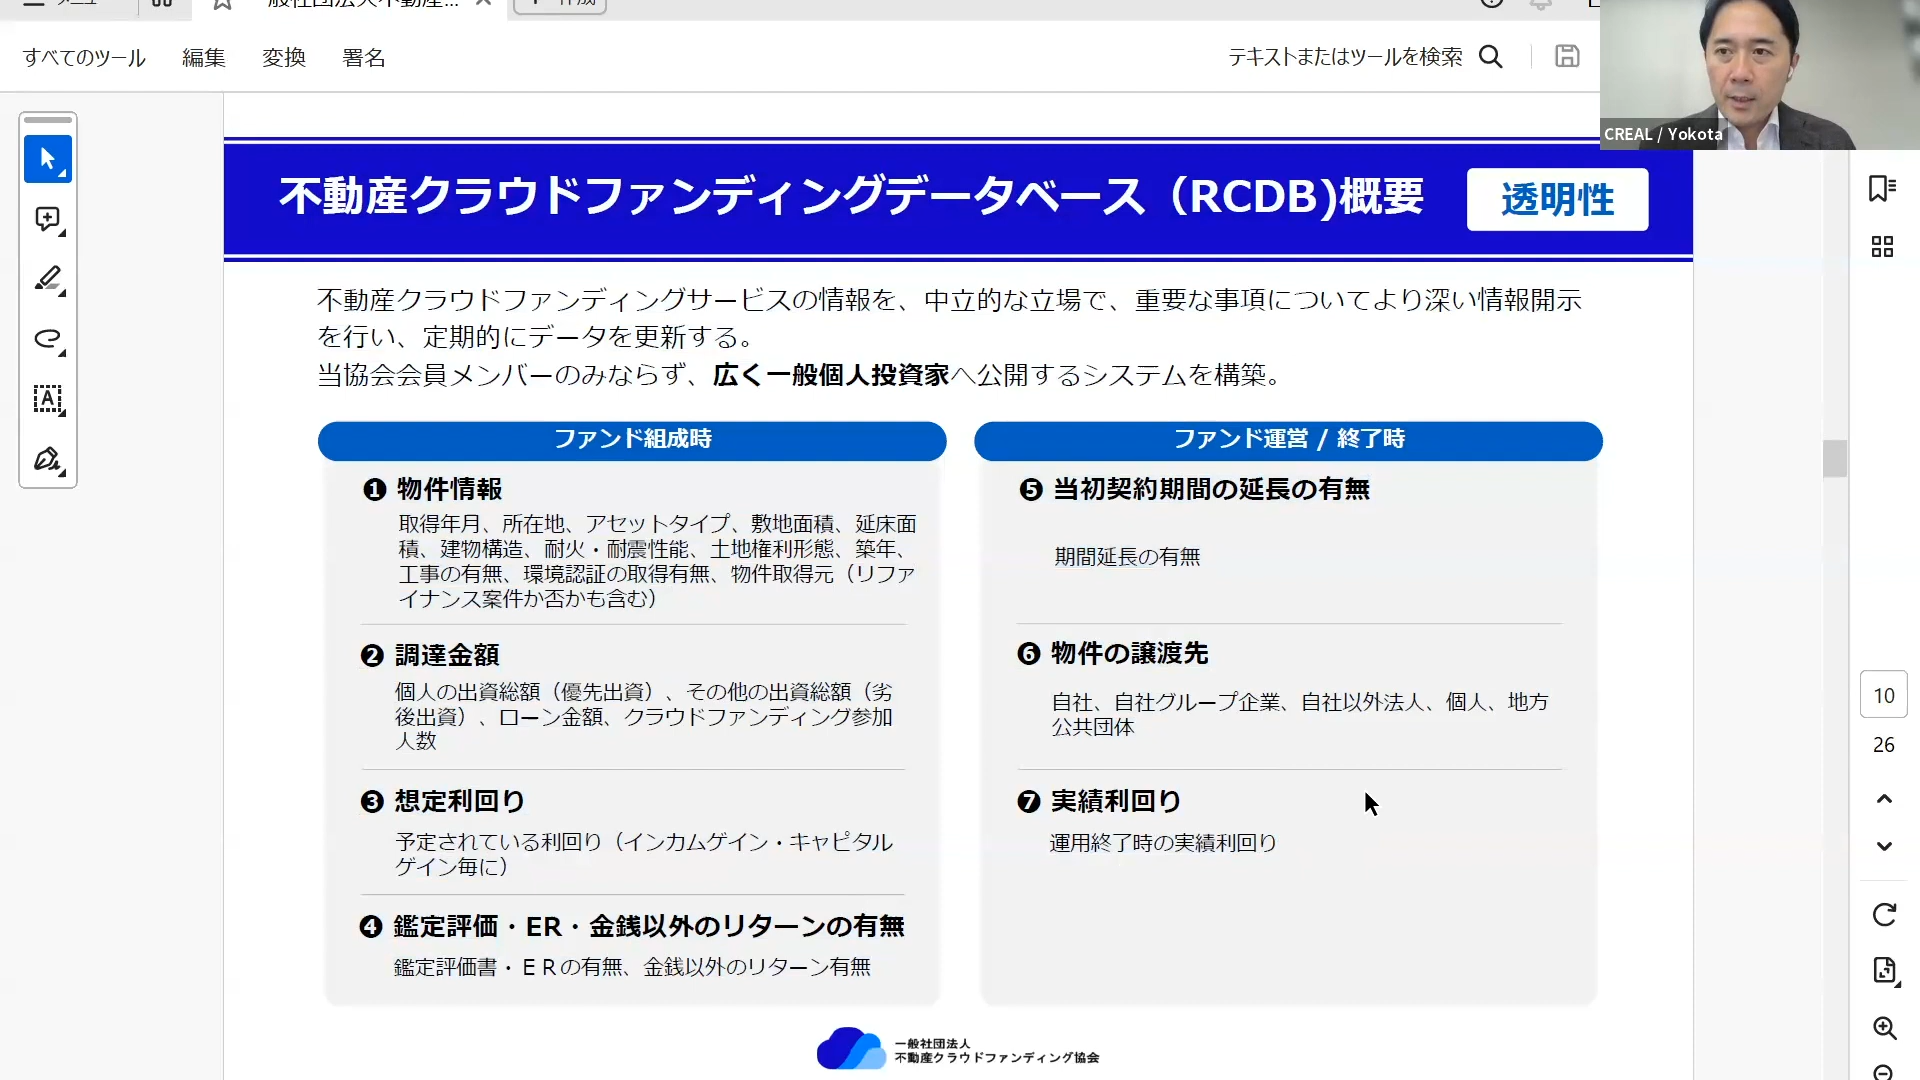 すべてのツール
編集
変換
署名
テキストまたはツールを検索
CREAL / Yokota
不動産クラウドファンディングデータベース（RCDB)概要
透明性
不動産クラウドファンディングサービスの情報を、中立的な立場で、重要な事項についてより深い情報開示
を行い、定期的にデータを更新する。
当協会会員メンバーのみならず、広く一般個人投資家へ公開するシステムを構築。
ファンド組成時
❶ 物件情報
取得年月、所在地、アセットタイプ、敷地面積、延床面
積、建物構造、耐火・耐震性能、土地権利形態、築年、
工事の有無、環境認証の取得有無、物件取得元（リファ
イナンス案件か否かも含む）
❷ 調達金額
個人の出資総額（優先出資）、その他の出資総額（劣
後出資）、ローン金額、クラウドファンディング参加
人数
❸ 想定利回り
予定されている利回り（インカムゲイン・キャピタル
ゲイン毎に）
❹ 鑑定評価・ER・金銭以外のリターンの有無
鑑定評価書・ＥＲの有無、金銭以外のリターン有無
ファンド運営 / 終了時
❺ 当初契約期間の延長の有無
期間延長の有無
❻ 物件の譲渡先
自社、自社グループ企業、自社以外法人、個人、地方
公共団体
❼ 実績利回り
運用終了時の実績利回り
一般社団法人
不動産クラウドファンディング協会
10
26